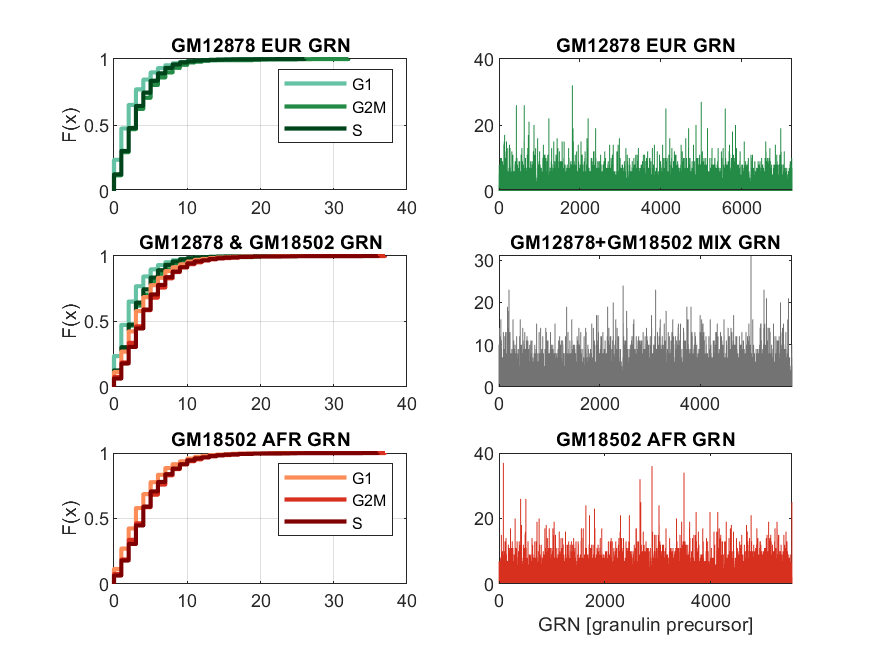 GM12878 EUR GRN
1
0.5
0
F(x)
0 10 20 30 40
G1
G2M
S
GM12878 EUR GRN
40
20
0
0 2000 4000 6000
GM12878 & GM18502 GRN
1
0.5
0
F(x)
0 10 20 30 40
GM12878+GM18502 MIX GRN
30
20
10
0
0 2000 4000
GM18502 AFR GRN
1
0.5
0
F(x)
0 10 20 30 40
G1
G2M
S
GM18502 AFR GRN
40
20
0
0 2000 4000
GRN [granulin precursor]